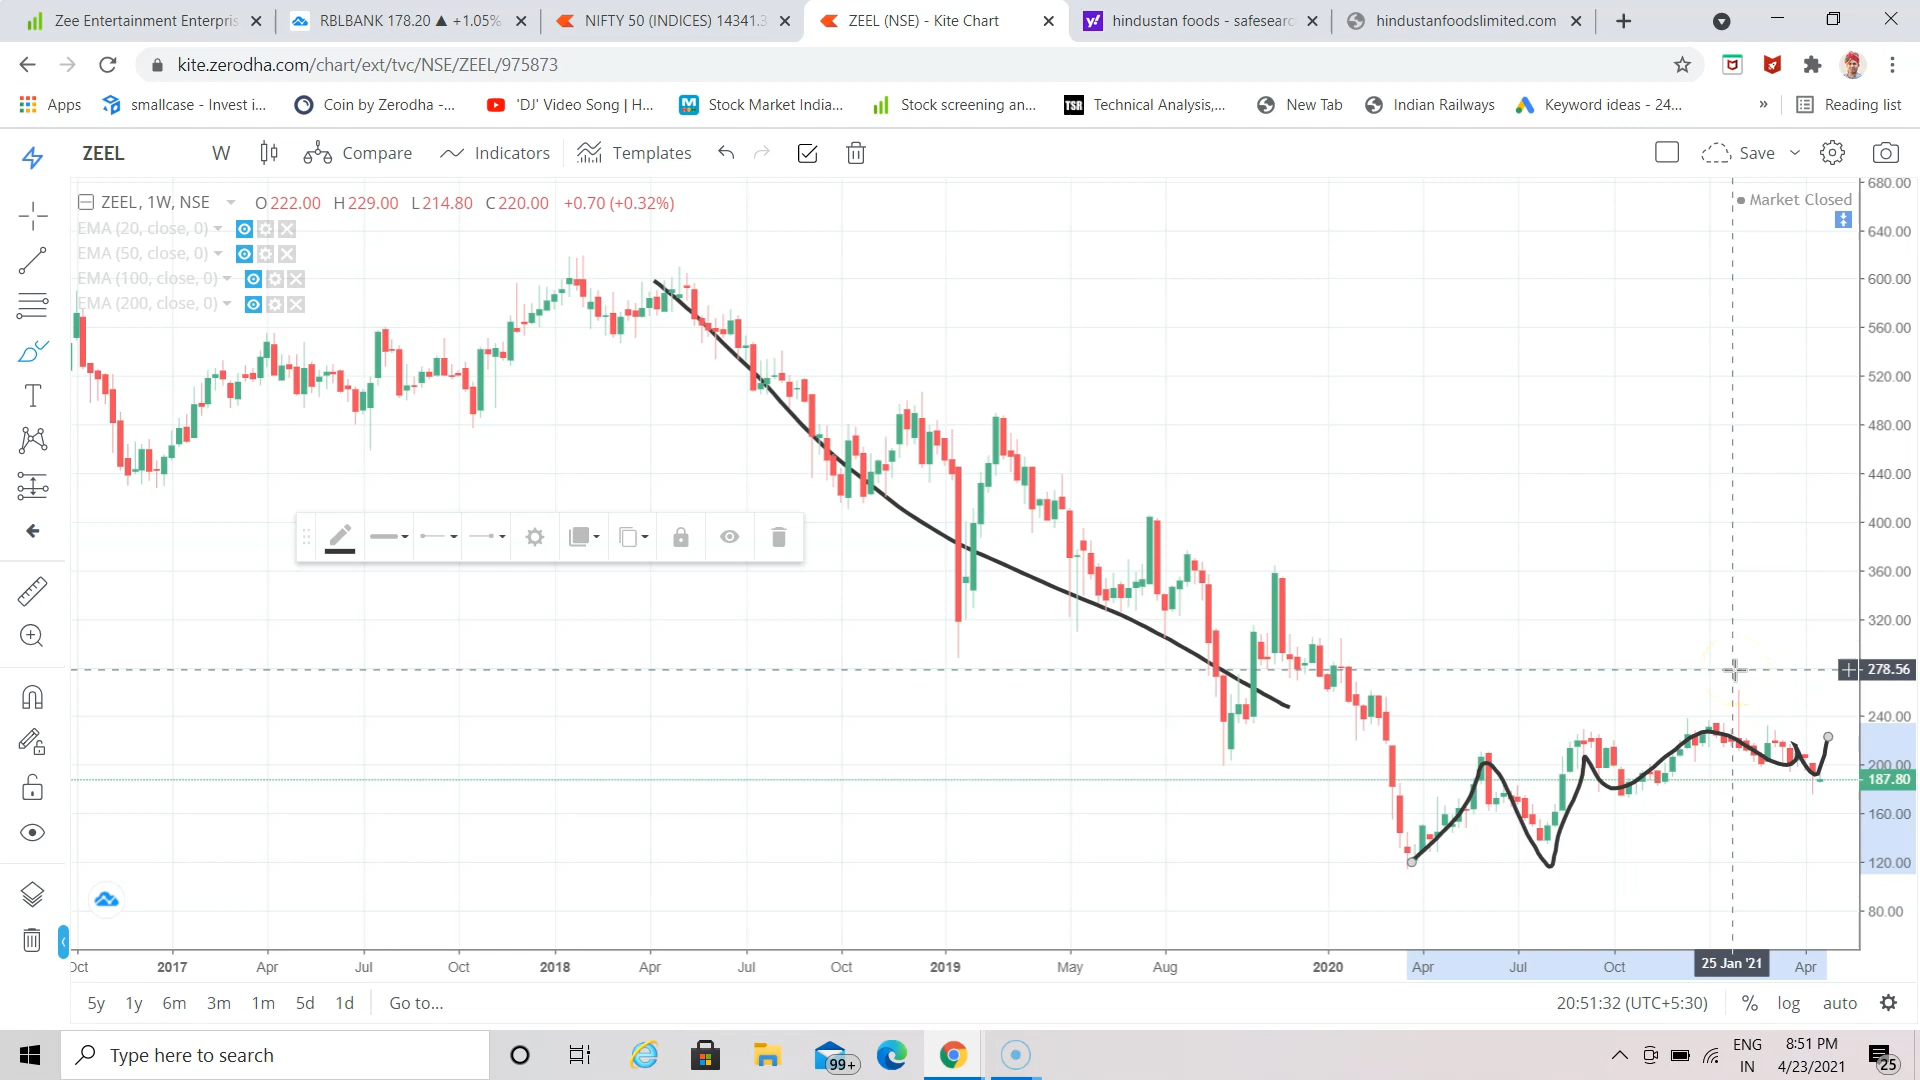 Zee Entertainment Enterpris
RBLBANK 178.20 ▲ +1.05%
NIFTY 50 (INDICES) 14341.3
ZEEL (NSE) - Kite Chart
hindustan foods - safesearc
hindustanfoodslimited.com
kite.zerodha.com/chart/ext/tvc/NSE/ZEEL/975873
Apps
smallcase - Invest i...
Coin by Zerodha -...
'DJ' Video Song | H...
Stock Market India...
Stock screening an...
TSR
Technical Analysis,...
New Tab
Indian Railways
Keyword ideas - 24...
»
Reading list
ZEEL
W
Compare
Indicators
Templates
Save
ZEEL, 1W, NSE
O222.00 H229.00 L214.80 C220.00 +0.70 (+0.32%)
Market Closed
EMA (20, close, 0)
EMA (50, close, 0)
EMA (100, close, 0)
EMA (200, close, 0)
680.00
640.00
600.00
560.00
520.00
480.00
440.00
400.00
360.00
320.00
278.56
240.00
200.00
187.80
160.00
120.00
80.00
Oct 2017 Apr Jul Oct 2018 Apr Jul Oct 2019 May Aug 2020 Apr Jul Oct 25 Jan '21 Apr
5y 1y 6m 3m 1m 5d 1d Go to...
20:51:32 (UTC+5:30) % log auto
Type here to search
99+
ENG
IN
8:51 PM
4/23/2021
25